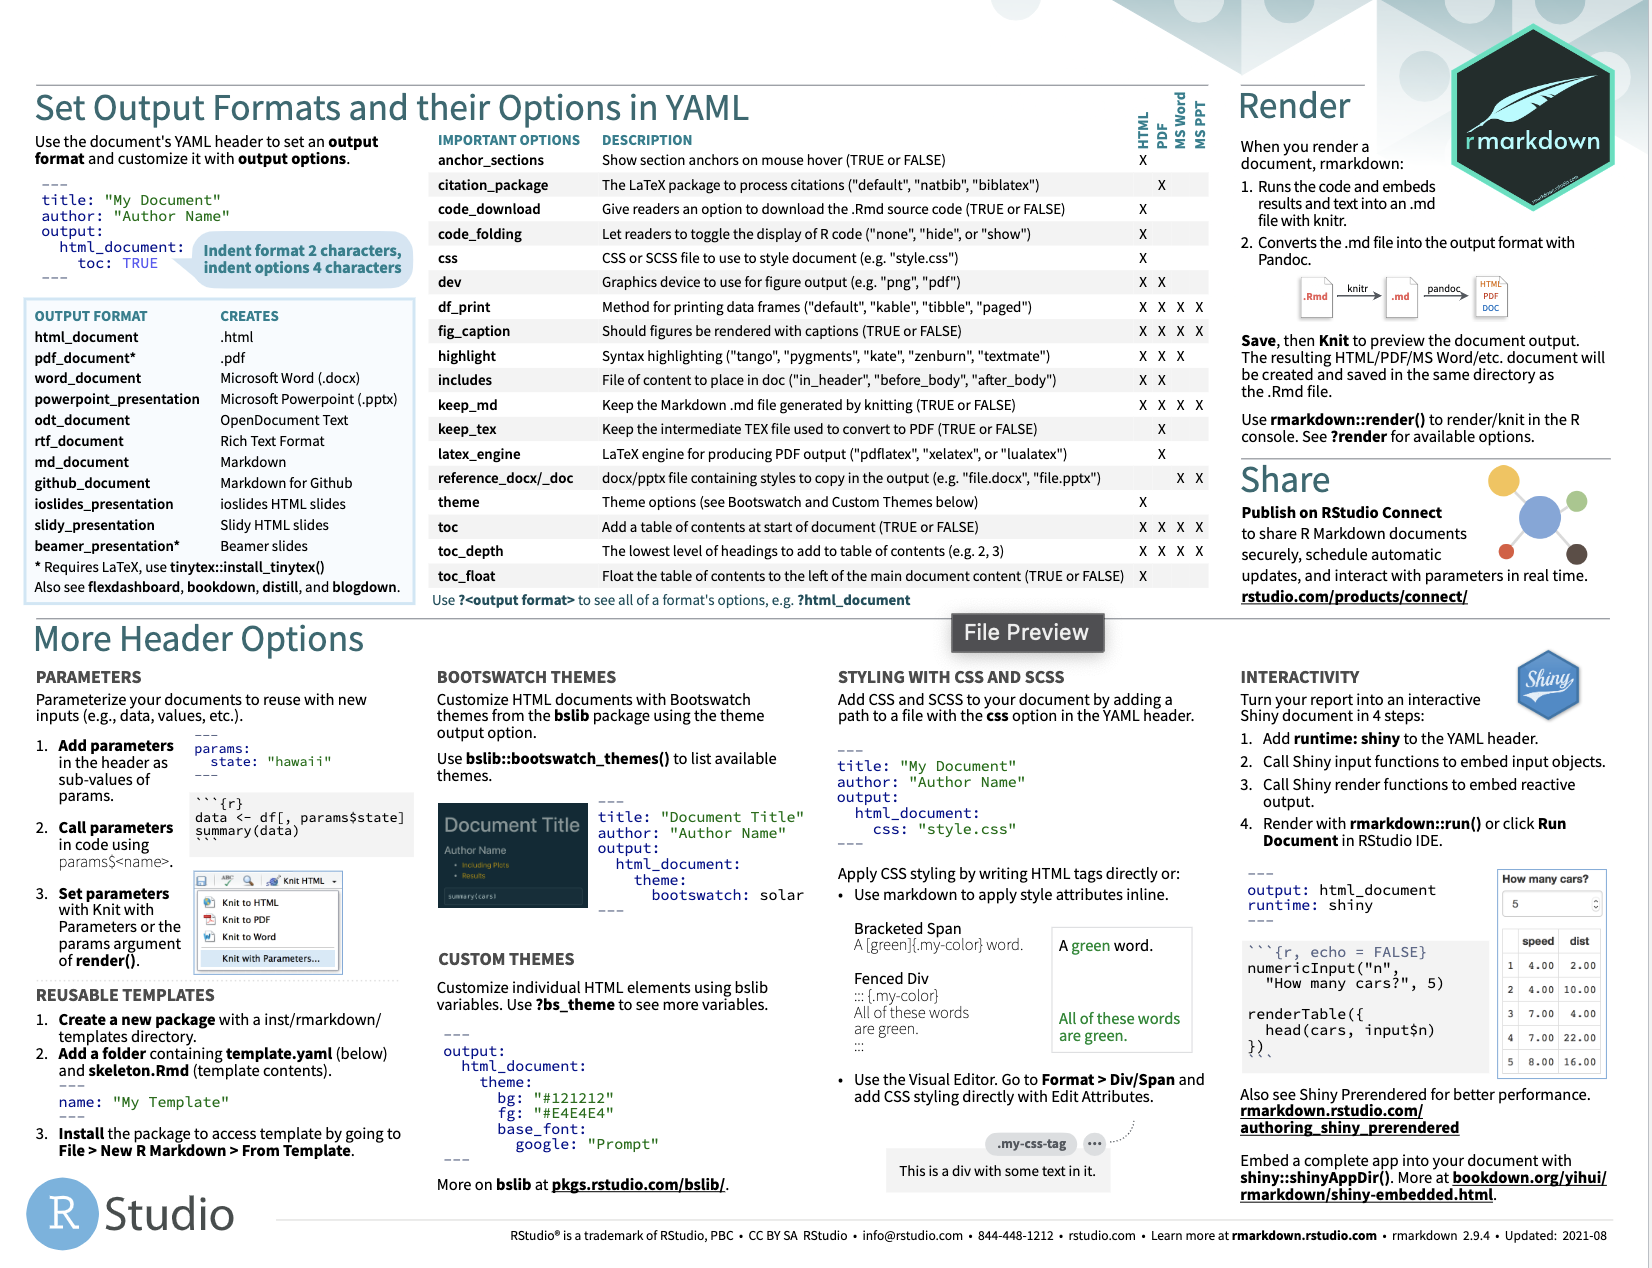 Set Output Formats and their Options in YAML
Use the document's YAML header to set an output
format and customize it with output options.
---
title: "My Document"
author: "Author Name"
output:
  html_document:
    toc: TRUE
---
Indent format 2 characters,
indent options 4 characters
OUTPUT FORMAT CREATES
html_document .html
pdf_document* .pdf
word_document Microsoft Word (.docx)
powerpoint_presentation Microsoft Powerpoint (.pptx)
odt_document OpenDocument Text
rtf_document Rich Text Format
md_document Markdown
github_document Markdown for Github
ioslides_presentation ioslides HTML slides
slidy_presentation Slidy HTML slides
beamer_presentation* Beamer slides
* Requires LaTeX, use tinytex::install_tinytex()
Also see flexdashboard, bookdown, distill, and blogdown.
IMPORTANT OPTIONS DESCRIPTION HTML PDF MS Word MS PPT
anchor_sections Show section anchors on mouse hover (TRUE or FALSE) X
citation_package The LaTeX package to process citations ("default", "natbib", "biblatex") X
code_download Give readers an option to download the .Rmd source code (TRUE or FALSE) X
code_folding Let readers to toggle the display of R code ("none", "hide", or "show") X
css CSS or SCSS file to use to style document (e.g. "style.css") X
dev Graphics device to use for figure output (e.g. "png", "pdf") X X
df_print Method for printing data frames ("default", "kable", "tibble", "paged") X X X X
fig_caption Should figures be rendered with captions (TRUE or FALSE) X X X X
highlight Syntax highlighting ("tango", "pygments", "kate", "zenburn", "textmate") X X X
includes File of content to place in doc ("in_header", "before_body", "after_body") X X
keep_md Keep the Markdown .md file generated by knitting (TRUE or FALSE) X X X X
keep_tex Keep the intermediate TEX file used to convert to PDF (TRUE or FALSE) X
latex_engine LaTeX engine for producing PDF output ("pdflatex", "xelatex", or "lualatex") X
reference_docx/_doc docx/pptx file containing styles to copy in the output (e.g. "file.docx", "file.pptx") X X
theme Theme options (see Bootswatch and Custom Themes below) X
toc Add a table of contents at start of document (TRUE or FALSE) X X X X
toc_depth The lowest level of headings to add to table of contents (e.g. 2, 3) X X X X
toc_float Float the table of contents to the left of the main document content (TRUE or FALSE) X
Use ?<output format> to see all of a format's options, e.g. ?html_document
Render
rmarkdown
When you render a
document, rmarkdown:
1. Runs the code and embeds
results and text into an .md
file with knitr.
2. Converts the .md file into the output format with
Pandoc.
.Rmd knitr .md pandoc HTML
PDF
DOC
Save, then Knit to preview the document output.
The resulting HTML/PDF/MS Word/etc. document will
be created and saved in the same directory as
the .Rmd file.
Use rmarkdown::render() to render/knit in the R
console. See ?render for available options.
Share
Publish on RStudio Connect
to share R Markdown documents
securely, schedule automatic
updates, and interact with parameters in real time.
rstudio.com/products/connect/
File Preview
More Header Options
PARAMETERS
Parameterize your documents to reuse with new
inputs (e.g., data, values, etc.).
1. Add parameters
in the header as
sub-values of
params.
---
params:
  state: "hawaii"
---
2. Call parameters
in code using
params$<name>.
```{r}
data <- df[, params$state]
summary(data)
```
3. Set parameters
with Knit with
Parameters or the
params argument
of render().
ABC Knit HTML
Knit to HTML
Knit to PDF
Knit to Word
Knit with Parameters...
REUSABLE TEMPLATES
1. Create a new package with a inst/rmarkdown/
templates directory.
2. Add a folder containing template.yaml (below)
and skeleton.Rmd (template contents).
---
name: "My Template"
---
3. Install the package to access template by going to
File > New R Markdown > From Template.
BOOTSWATCH THEMES
Customize HTML documents with Bootswatch
themes from the bslib package using the theme
output option.
Use bslib::bootswatch_themes() to list available
themes.
Document Title
Author Name
• Including Plots
• Results
summary(cars)
---
title: "Document Title"
author: "Author Name"
output:
  html_document:
    theme:
      bootswatch: solar
---
CUSTOM THEMES
Customize individual HTML elements using bslib
variables. Use ?bs_theme to see more variables.
---
output:
  html_document:
    theme:
      bg: "#121212"
      fg: "#E4E4E4"
      base_font:
        google: "Prompt"
---
More on bslib at pkgs.rstudio.com/bslib/.
STYLING WITH CSS AND SCSS
Add CSS and SCSS to your document by adding a
path to a file with the css option in the YAML header.
---
title: "My Document"
author: "Author Name"
output:
  html_document:
    css: "style.css"
---
Apply CSS styling by writing HTML tags directly or:
• Use markdown to apply style attributes inline.
Bracketed Span
A [green]{.my-color} word.
A green word.
Fenced Div
::: {.my-color}
All of these words
are green.
:::
All of these words
are green.
• Use the Visual Editor. Go to Format > Div/Span and
add CSS styling directly with Edit Attributes.
.my-css-tag •••
This is a div with some text in it.
INTERACTIVITY
Shiny
Turn your report into an interactive
Shiny document in 4 steps:
1. Add runtime: shiny to the YAML header.
2. Call Shiny input functions to embed input objects.
3. Call Shiny render functions to embed reactive
output.
4. Render with rmarkdown::run() or click Run
Document in RStudio IDE.
---
output: html_document
runtime: shiny
---
```{r, echo = FALSE}
numericInput("n",
  "How many cars?", 5)

renderTable({
  head(cars, input$n)
})
```
How many cars?
5
speed dist
1 4.00 2.00
2 4.00 10.00
3 7.00 4.00
4 7.00 22.00
5 8.00 16.00
Also see Shiny Prerendered for better performance.
rmarkdown.rstudio.com/
authoring_shiny_prerendered
Embed a complete app into your document with
shiny::shinyAppDir(). More at bookdown.org/yihui/
rmarkdown/shiny-embedded.html.
R Studio
RStudio® is a trademark of RStudio, PBC • CC BY SA RStudio • info@rstudio.com • 844-448-1212 • rstudio.com • Learn more at rmarkdown.rstudio.com • rmarkdown 2.9.4 • Updated: 2021-08